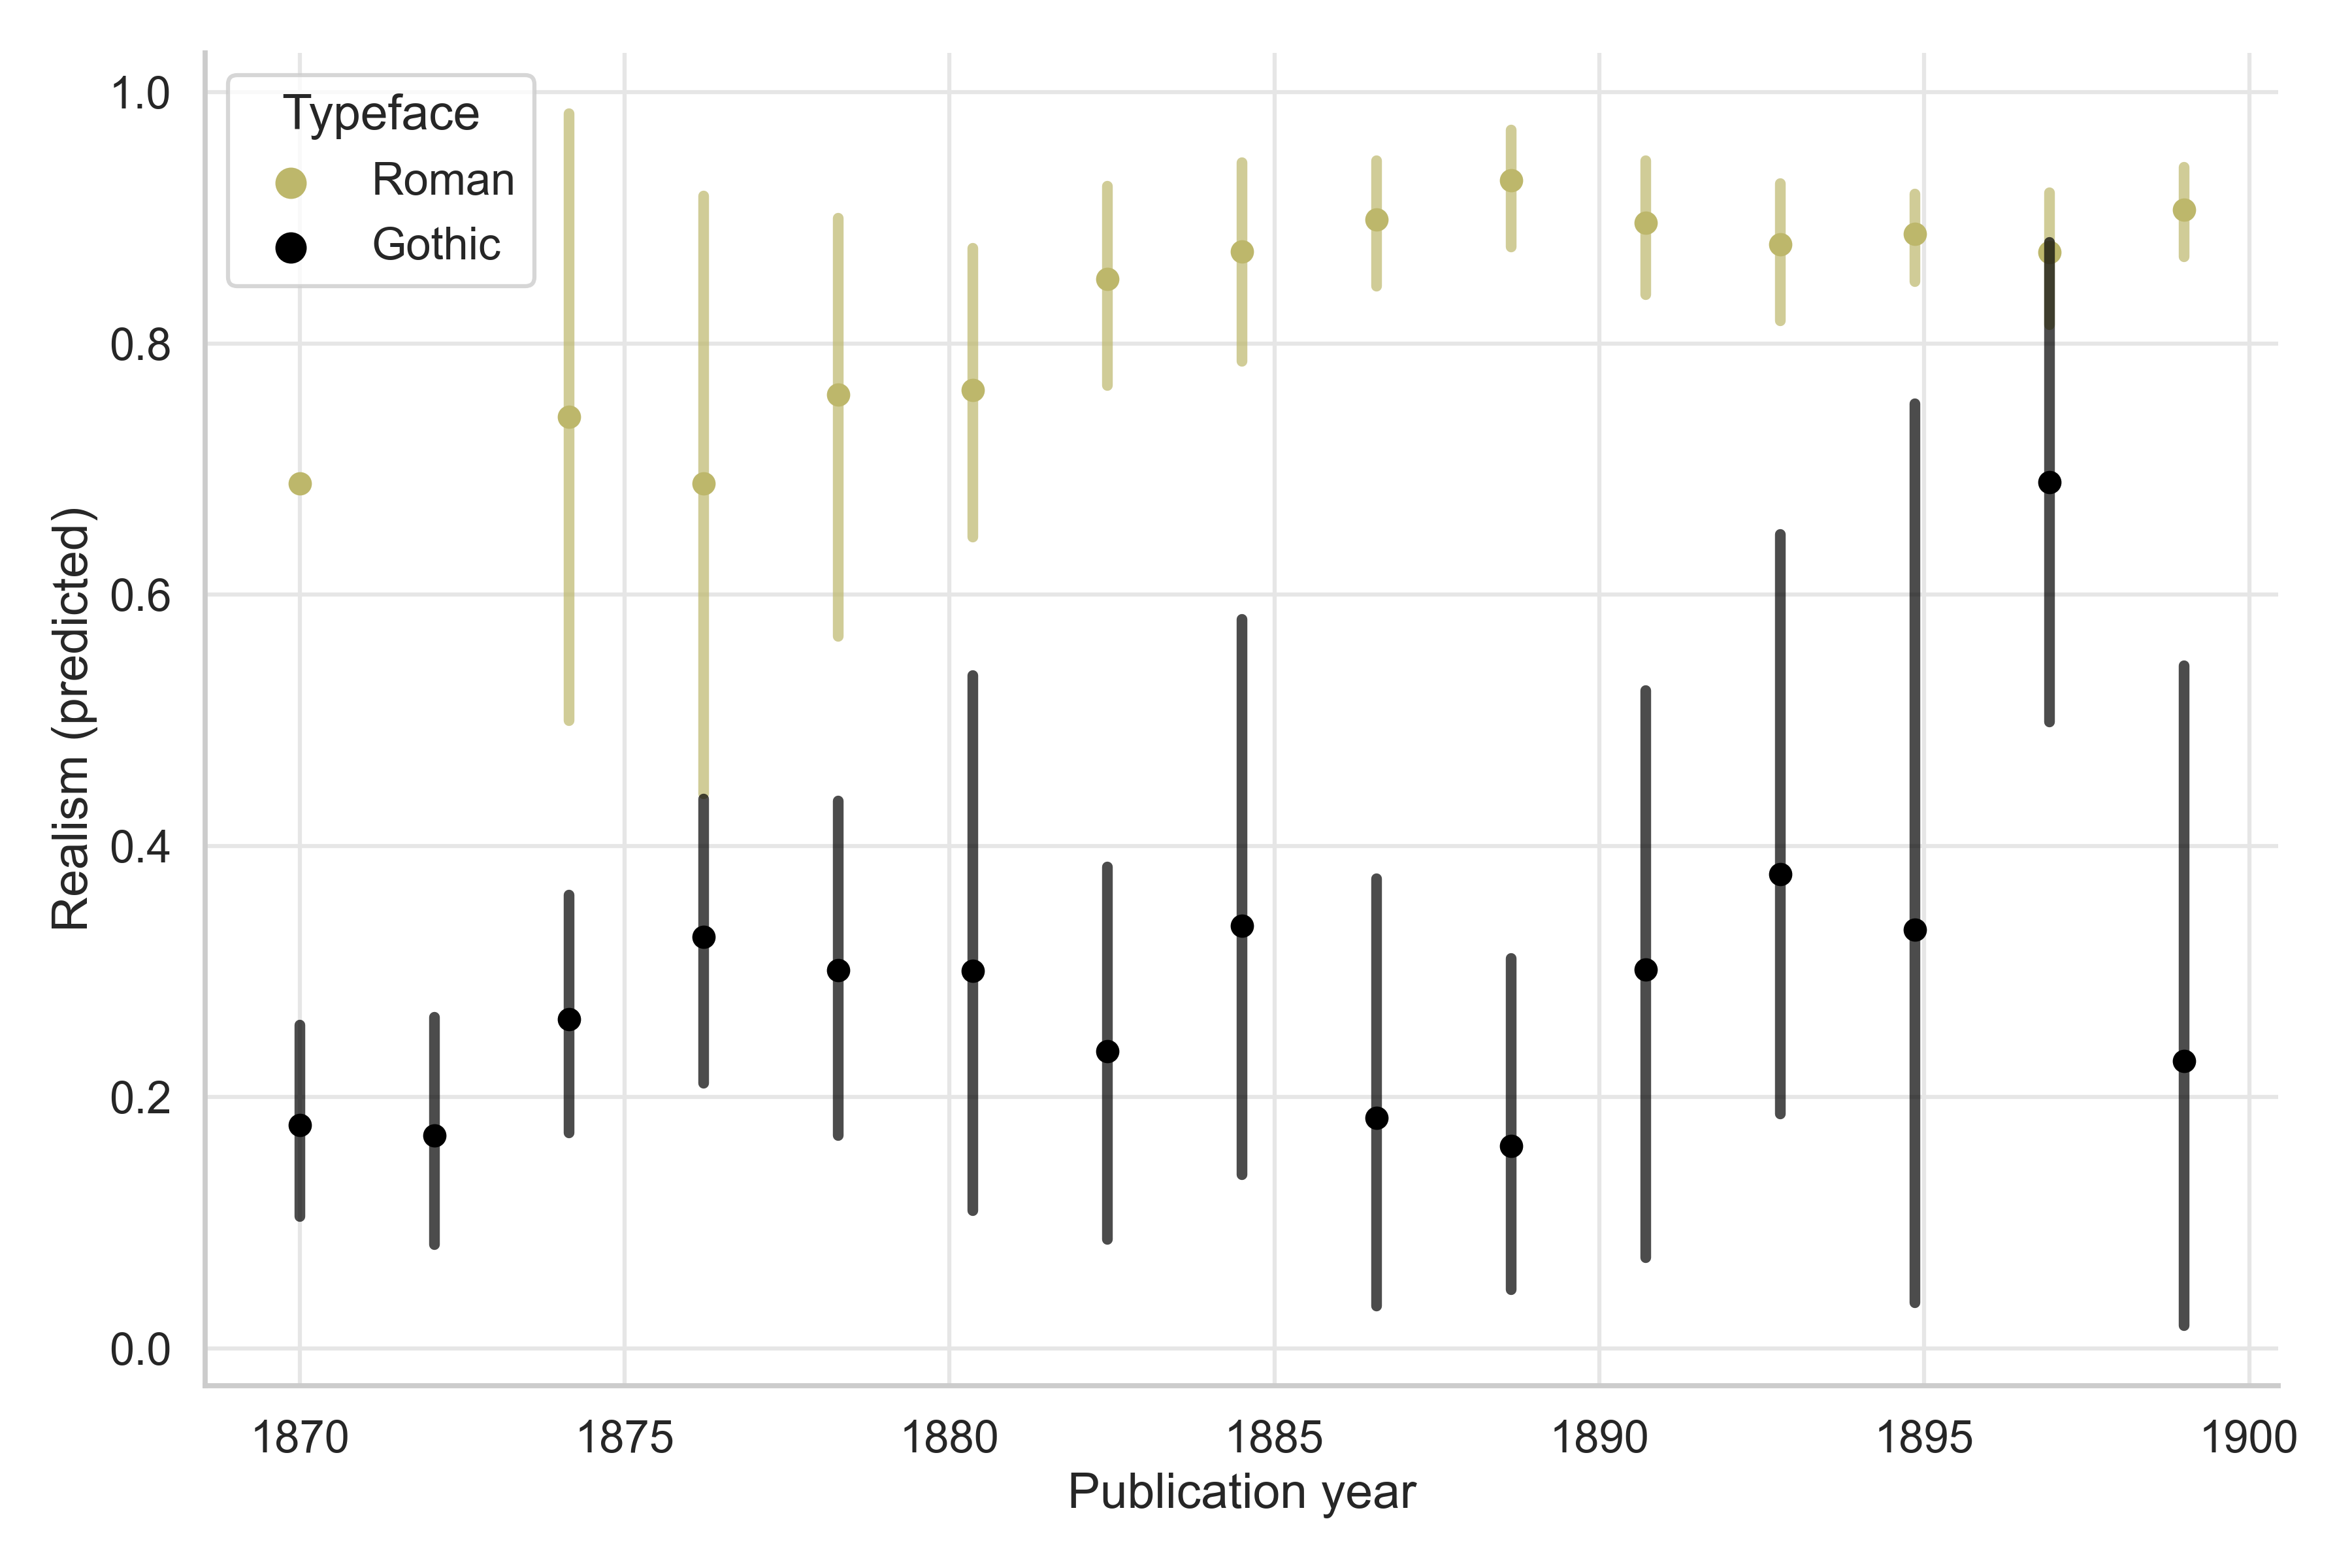 Typeface
Roman
Gothic
1.0
0.8
0.6
0.4
0.2
0.0
Realism (predicted)
1870 1875 1880 1885 1890 1895 1900
Publication year